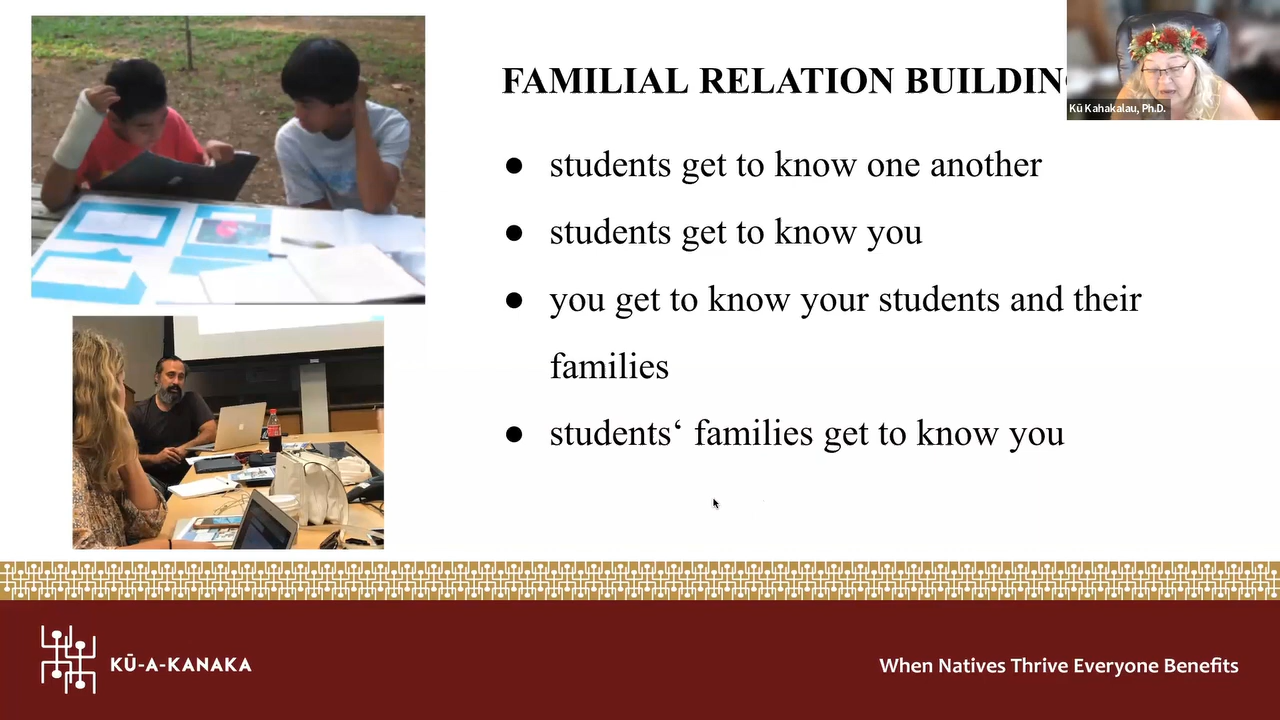 FAMILIAL RELATION BUILDING
Kū Kahakalau, Ph.D.
● students get to know one another
● students get to know you
● you get to know your students and their
families
● students‘ families get to know you
KŪ-A-KANAKA
When Natives Thrive Everyone Benefits